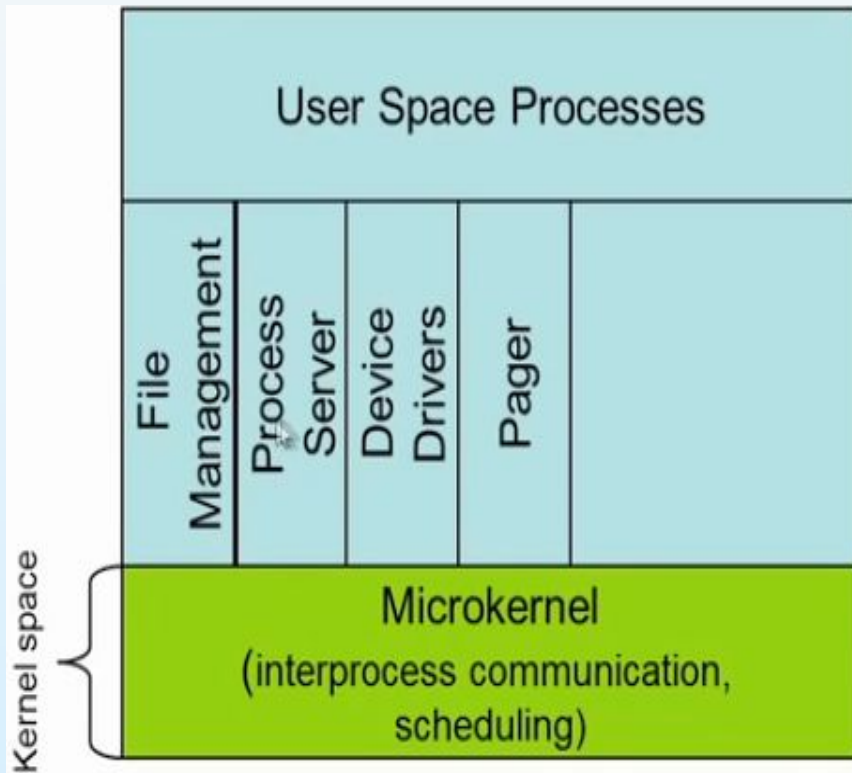 User Space Processes
File
Management
Process
Server
Device
Drivers
Pager
Kernel space
Microkernel
(interprocess communication,
scheduling)